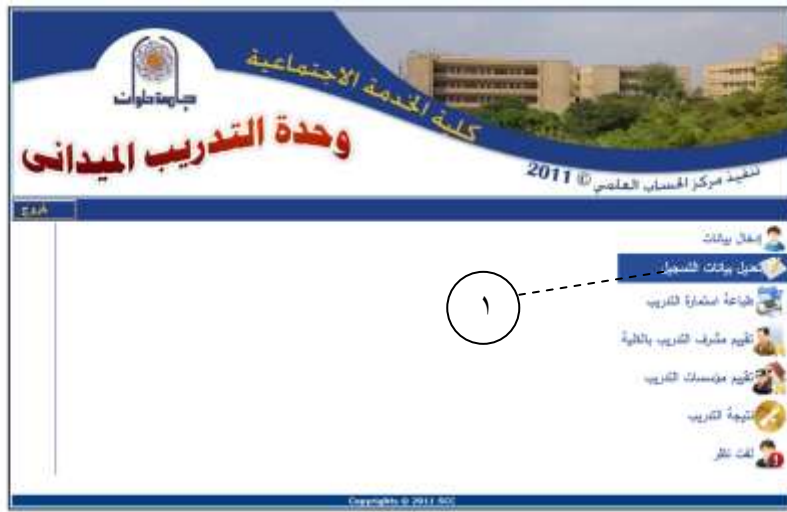 جامعة حلوان
كلية الخدمة الاجتماعية
وحدة التدريب الميدانى
تنفيذ مركز الحساب العلمي © 2011
خروج
إدخال بيانات
تعديل بيانات التسجيل
طباعة استمارة التدريب
تقييم مشرف التدريب بالكلية
تقييم مؤسسات التدريب
نتيجة التدريب
لفت نظر
١
Copyrights © 2011 SCC